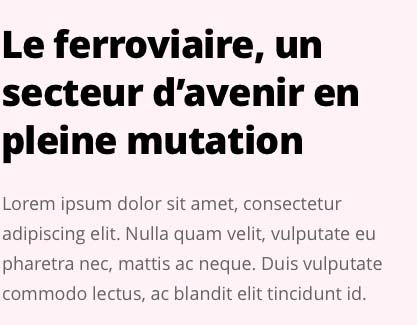 Le ferroviaire, un
secteur d’avenir en
pleine mutation
Lorem ipsum dolor sit amet, consectetur
adipiscing elit. Nulla quam velit, vulputate eu
pharetra nec, mattis ac neque. Duis vulputate
commodo lectus, ac blandit elit tincidunt id.